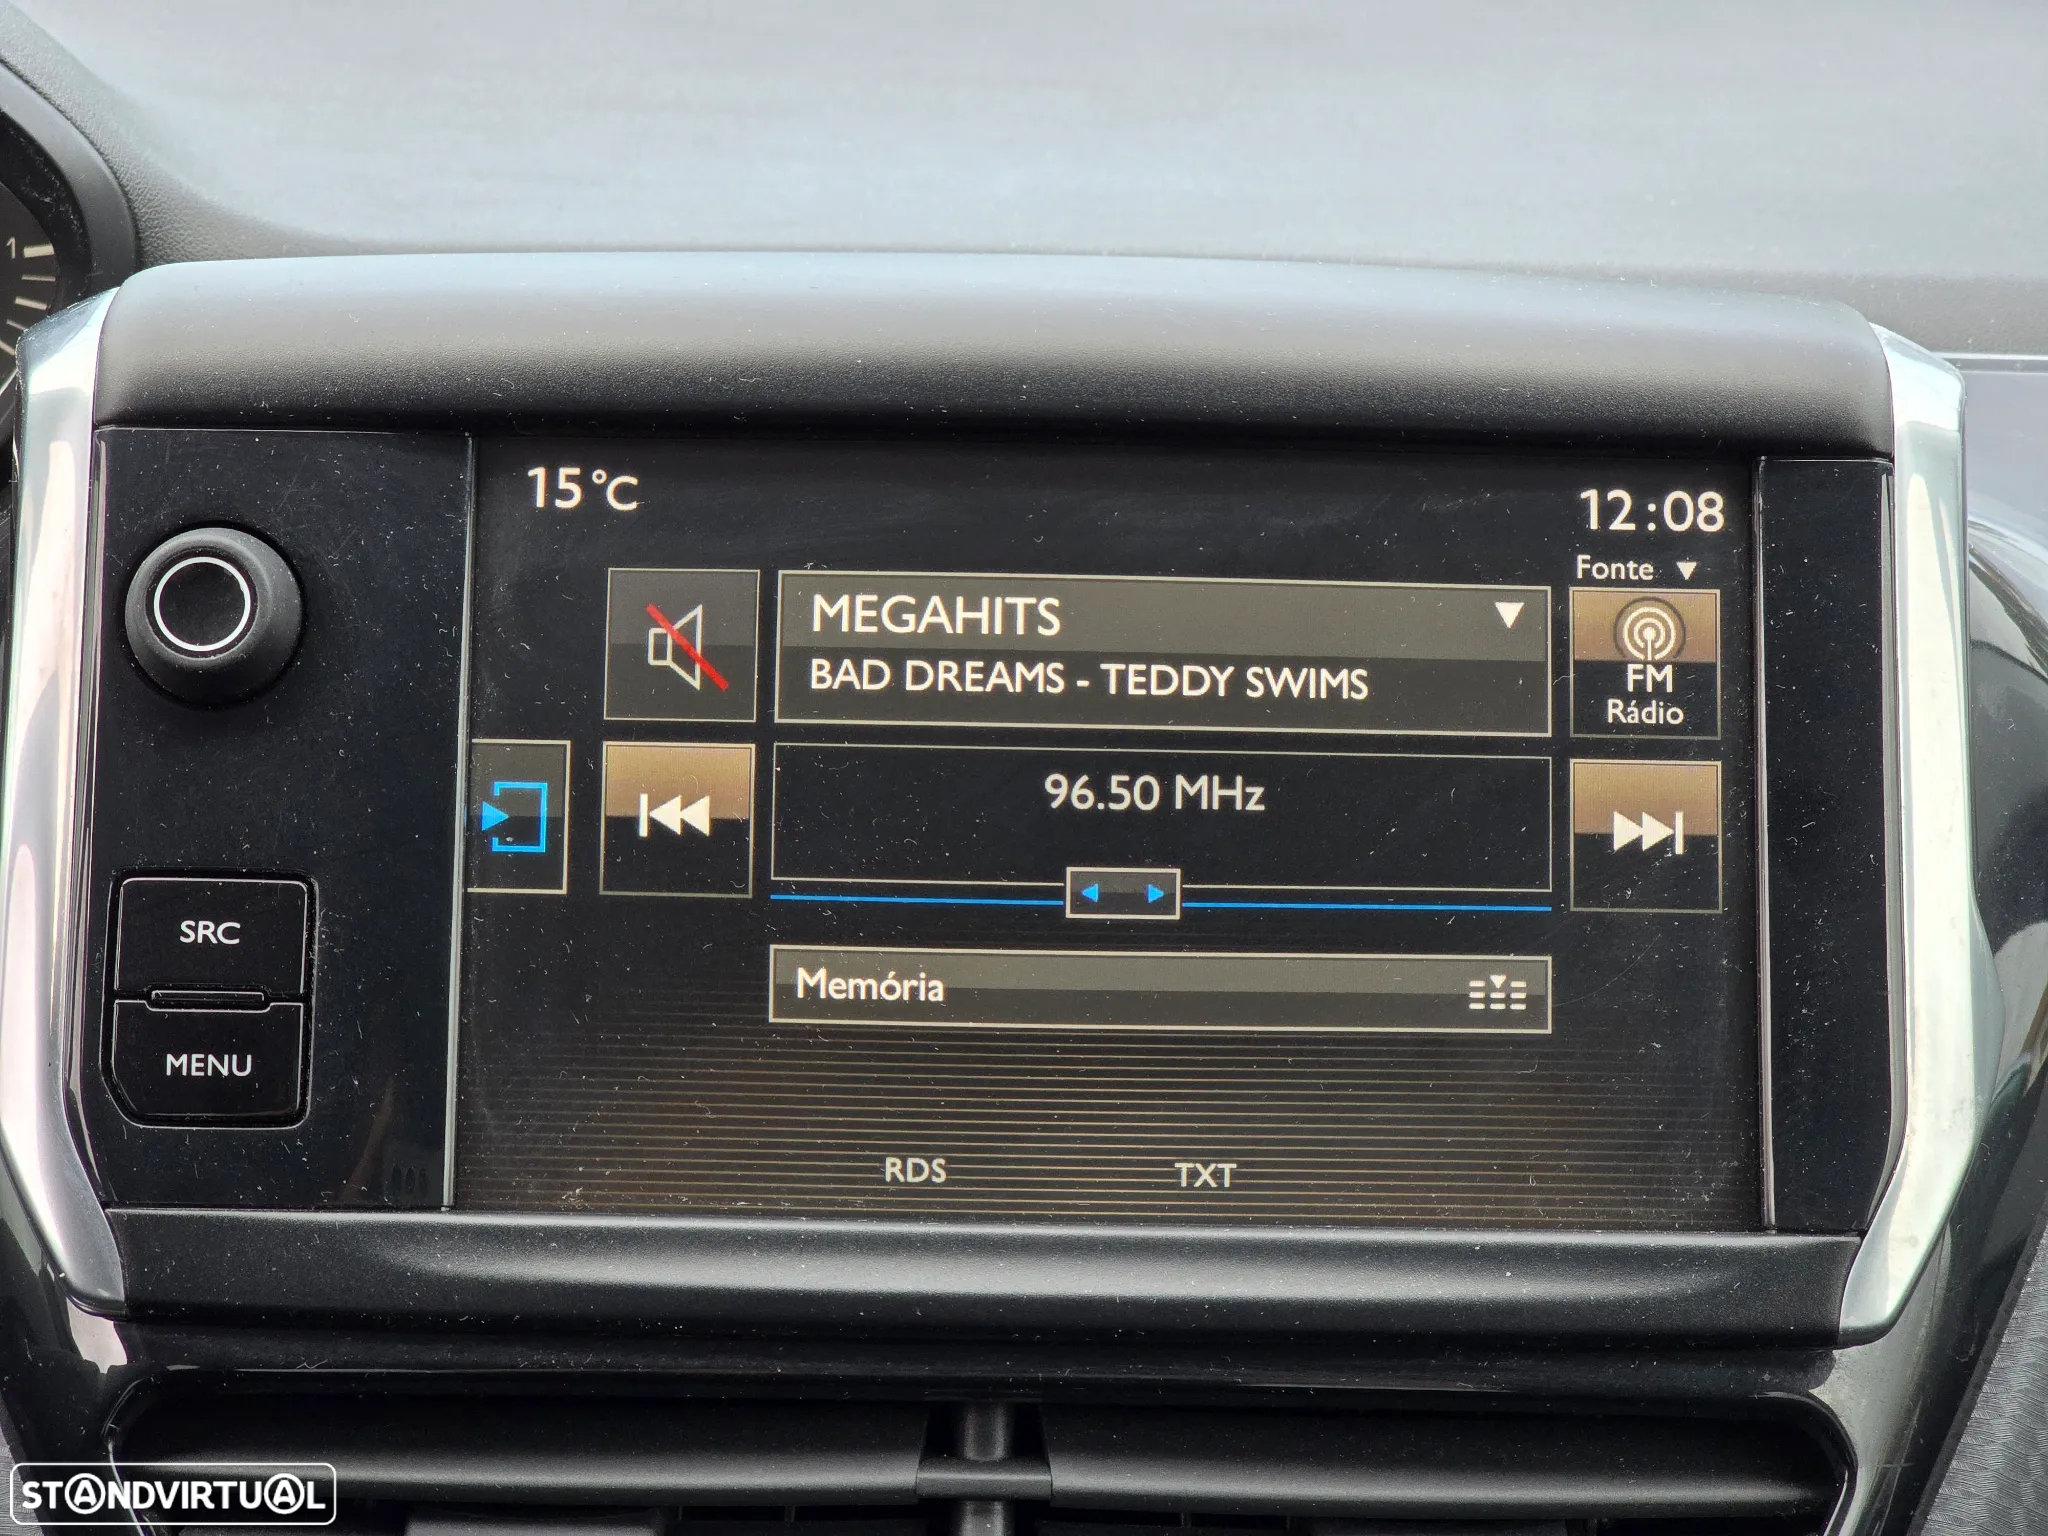 1
15°C
12:08
Fonte ▼
MEGAHITS
BAD DREAMS - TEDDY SWIMS
FM
Rádio
96.50 MHz
SRC
Memória
MENU
RDS TXT
STANDVIRTUAL